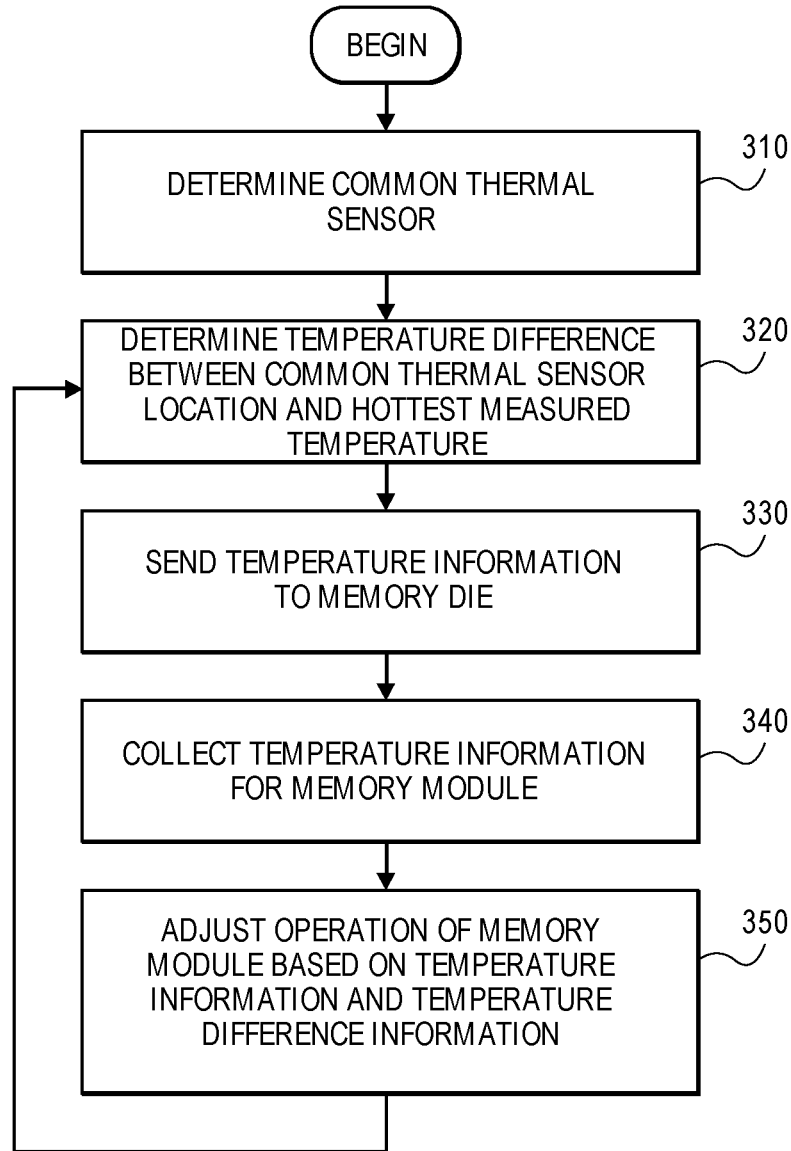 BEGIN
310
DETERMINE COMMON THERMAL
SENSOR
320
DETERMINE TEMPERATURE DIFFERENCE
BETWEEN COMMON THERMAL SENSOR
LOCATION AND HOTTEST MEASURED
TEMPERATURE
330
SEND TEMPERATURE INFORMATION
TO MEMORY DIE
340
COLLECT TEMPERATURE INFORMATION
FOR MEMORY MODULE
350
ADJUST OPERATION OF MEMORY
MODULE BASED ON TEMPERATURE
INFORMATION AND TEMPERATURE
DIFFERENCE INFORMATION